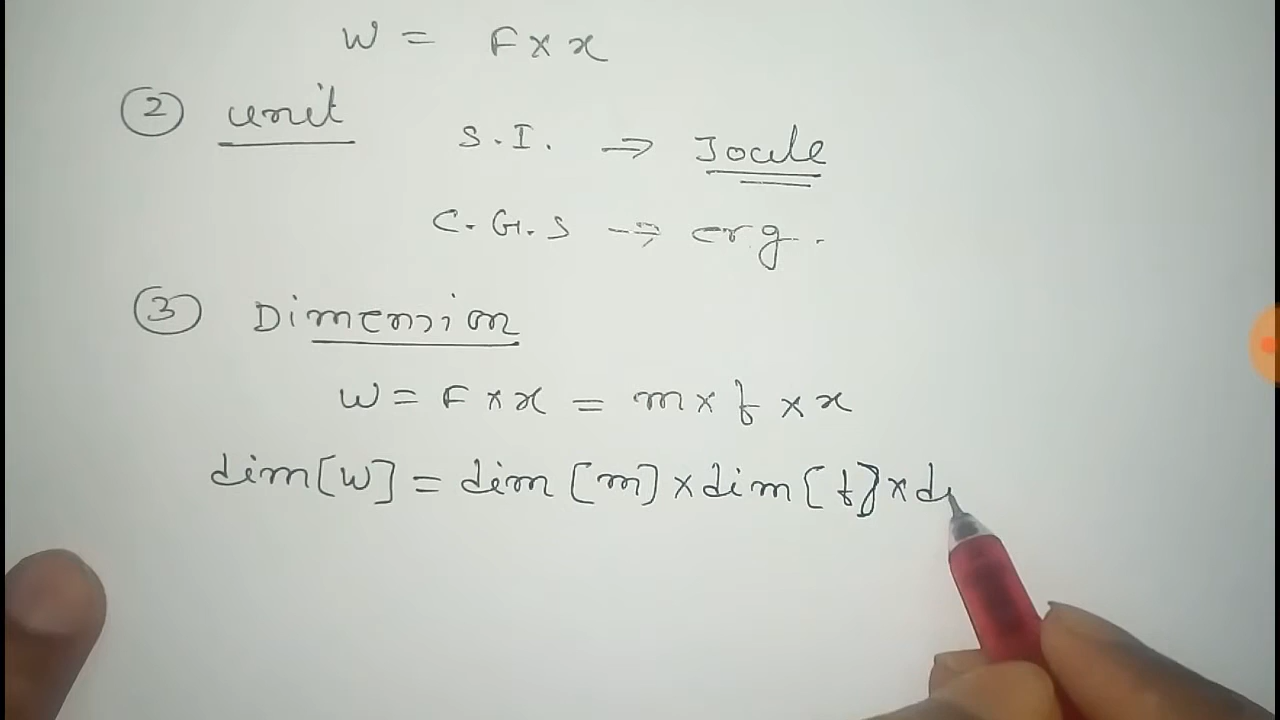 W = F × x
② unit
S.I. ⇒ Joule
C.G.S ⇒ erg.
③ Dimension
W = F × x = m × f × x
dim[W] = dim [m] × dim [f] × d